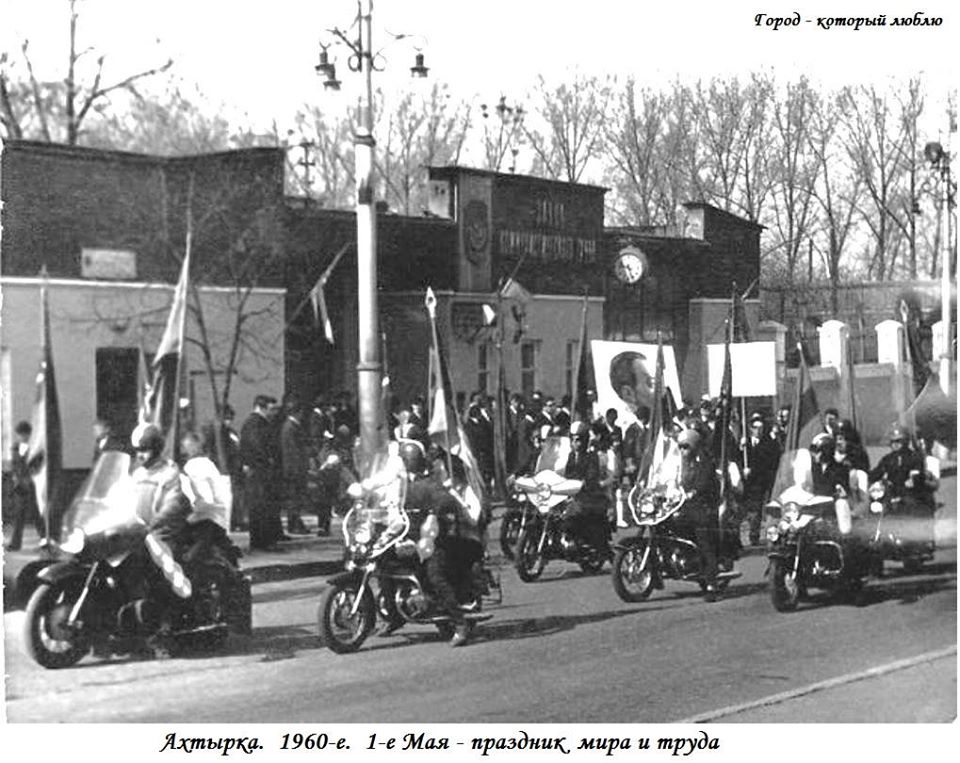 Город - который люблю
Ахтырка. 1960-е. 1-е Мая - праздник мира и труда